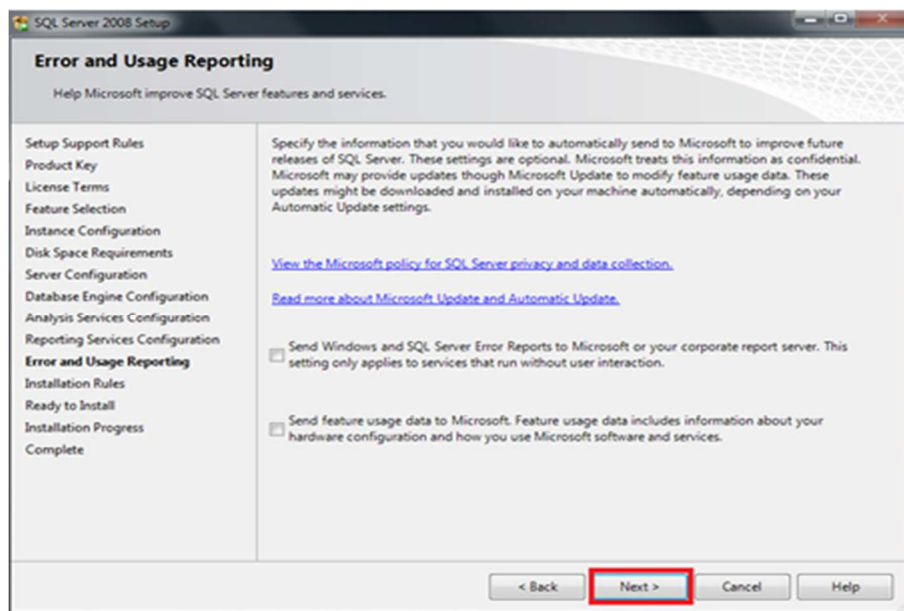 SQL Server 2008 Setup
Error and Usage Reporting
Help Microsoft improve SQL Server features and services.
Setup Support Rules
Product Key
License Terms
Feature Selection
Instance Configuration
Disk Space Requirements
Server Configuration
Database Engine Configuration
Analysis Services Configuration
Reporting Services Configuration
Error and Usage Reporting
Installation Rules
Ready to Install
Installation Progress
Complete
Specify the information that you would like to automatically send to Microsoft to improve future
releases of SQL Server. These settings are optional. Microsoft treats this information as confidential.
Microsoft may provide updates though Microsoft Update to modify feature usage data. These
updates might be downloaded and installed on your machine automatically, depending on your
Automatic Update settings.
View the Microsoft policy for SQL Server privacy and data collection.
Read more about Microsoft Update and Automatic Update.
Send Windows and SQL Server Error Reports to Microsoft or your corporate report server. This
setting only applies to services that run without user interaction.
Send feature usage data to Microsoft. Feature usage data includes information about your
hardware configuration and how you use Microsoft software and services.
< Back
Next >
Cancel
Help